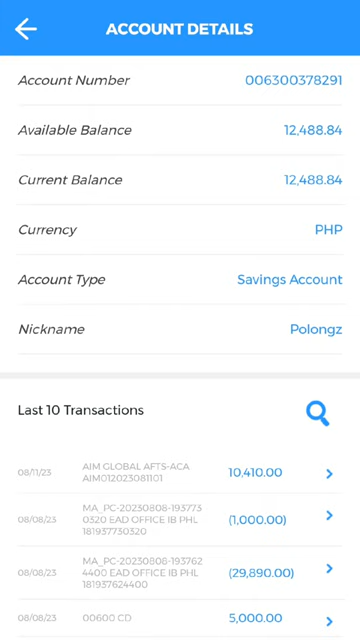 ACCOUNT DETAILS
Account Number 006300378291
Available Balance 12,488.84
Current Balance 12,488.84
Currency PHP
Account Type Savings Account
Nickname Polongz
Last 10 Transactions
08/11/23 AIM GLOBAL AFTS-ACA 10,410.00
AIM012023081101
08/08/23 MA_PC-20230808-193773 (1,000.00)
0320 EAD OFFICE IB PHL
181937730320
08/08/23 MA_PC-20230808-193762 (29,890.00)
4400 EAD OFFICE IB PHL
181937624400
08/08/23 00600 CD 5,000.00